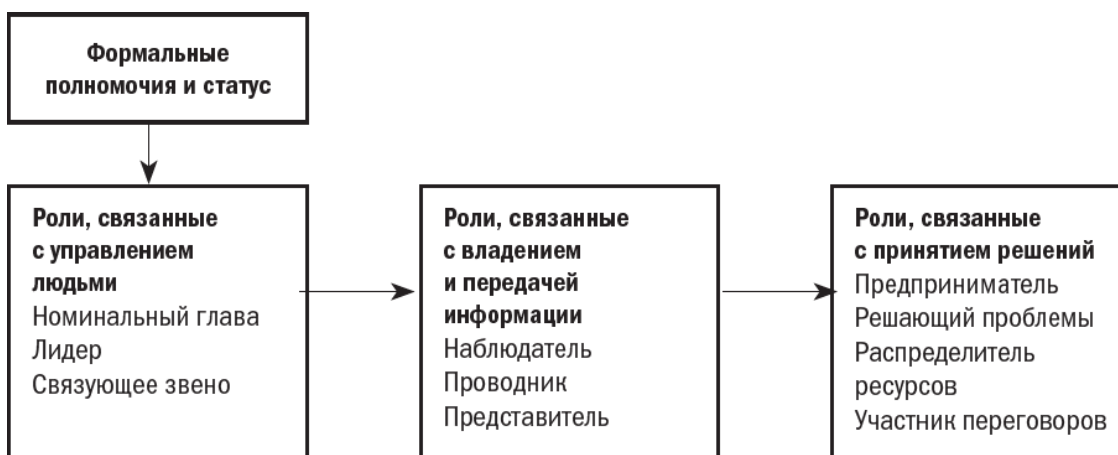 Формальные
полномочия и статус
Роли, связанные
с управлением
людьми
Номинальный глава
Лидер
Связующее звено
Роли, связанные
с владением
и передачей
информации
Наблюдатель
Проводник
Представитель
Роли, связанные
с принятием решений
Предприниматель
Решающий проблемы
Распределитель
ресурсов
Участник переговоров